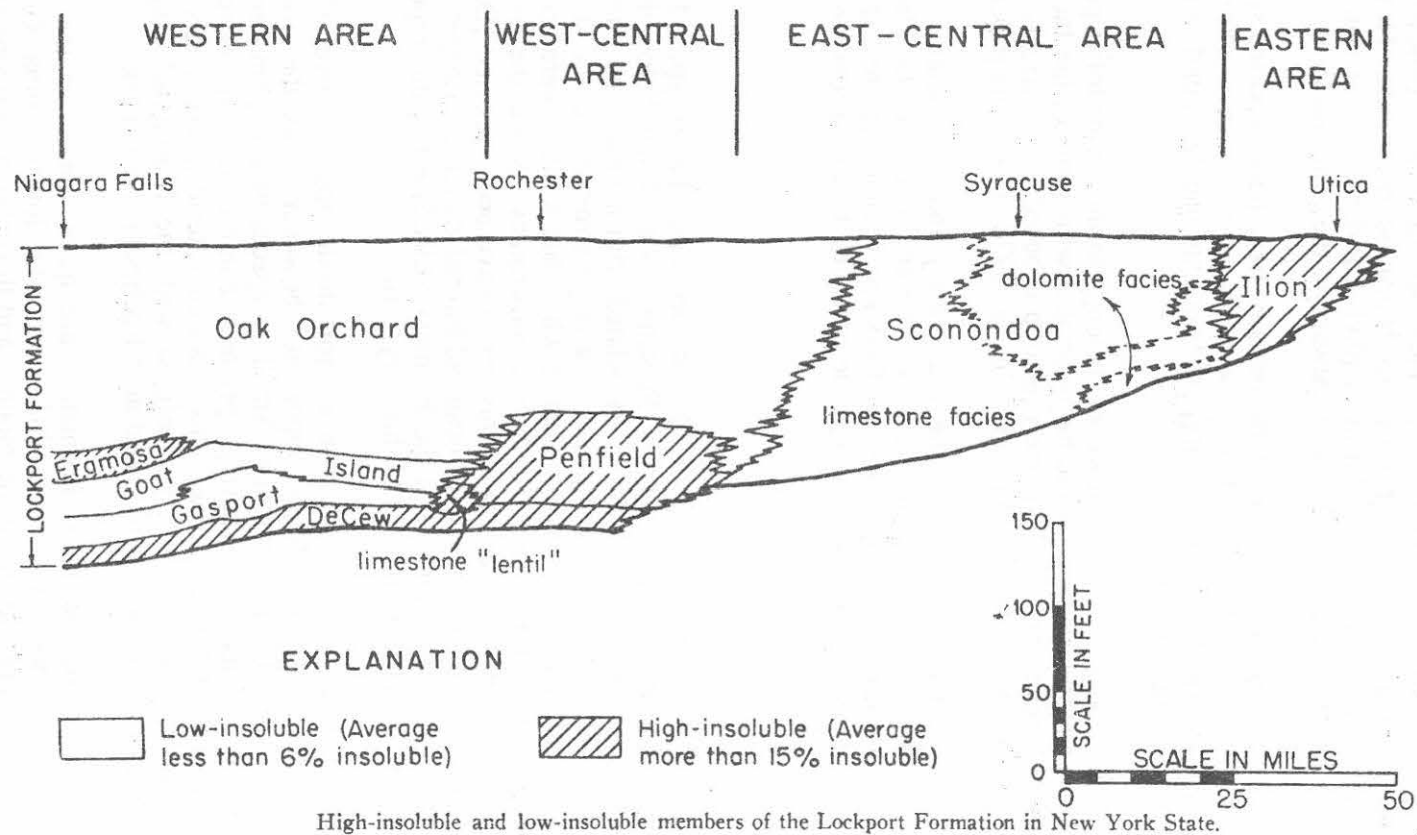 WESTERN AREA
WEST-CENTRAL
AREA
EAST-CENTRAL AREA
EASTERN
AREA
Niagara Falls
Rochester
Syracuse
Utica
LOCKPORT FORMATION
Oak Orchard
dolomite facies
Ilion
Sconondoa
limestone facies
Eramosa
Goat
Island
Penfield
Gasport
DeCew
limestone "lentil"
150
100
50
0
SCALE IN FEET
SCALE IN MILES
0
25
50
EXPLANATION
Low-insoluble (Average
less than 6% insoluble)
High-insoluble (Average
more than 15% insoluble)
High-insoluble and low-insoluble members of the Lockport Formation in New York State.